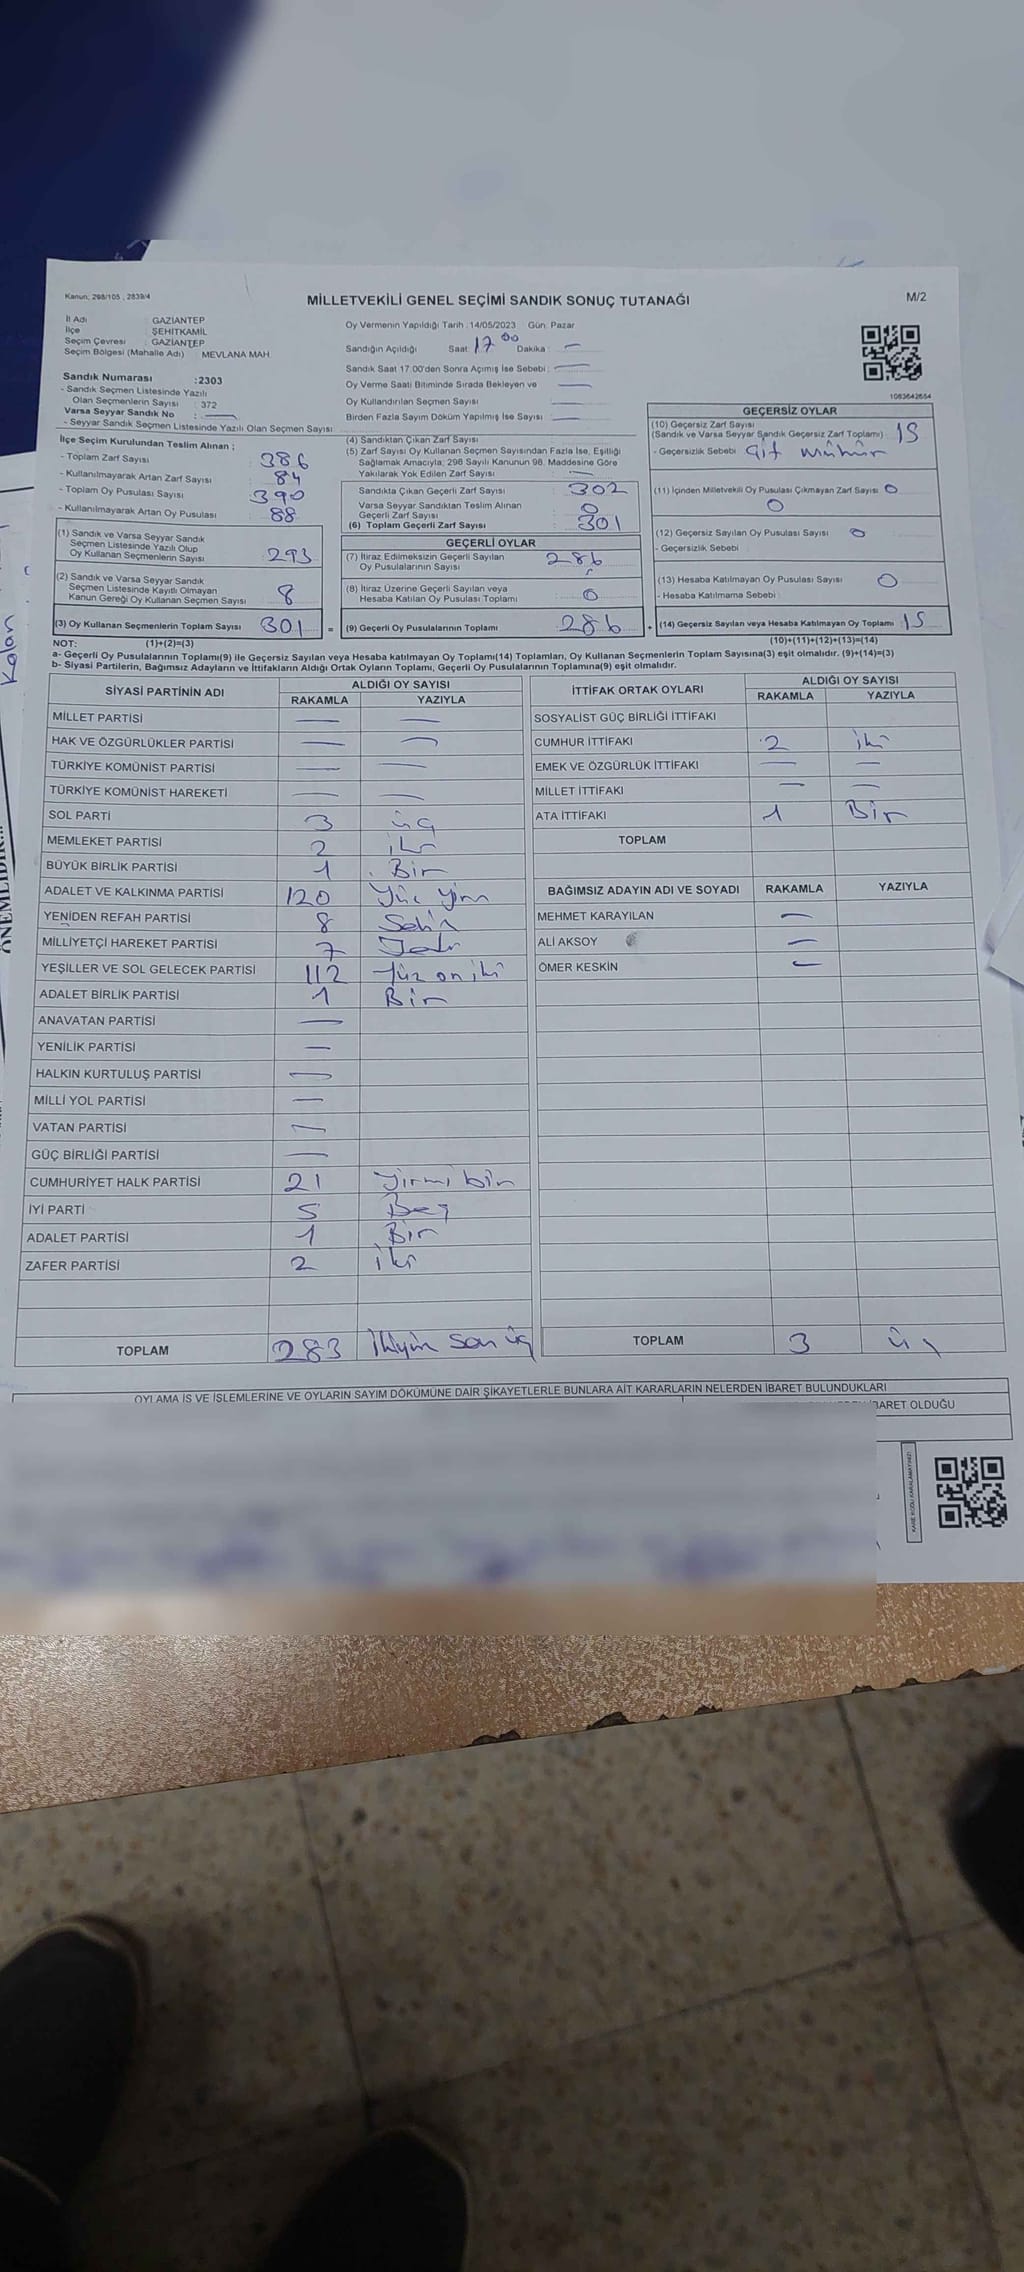 Kanun; 298/105 , 2839/4
MİLLETVEKİLİ GENEL SEÇİMİ SANDIK SONUÇ TUTANAĞI
M/2
İl Adı : GAZİANTEP
İlçe : ŞEHİTKAMİL
Seçim Çevresi : GAZİANTEP
Seçim Bölgesi (Mahalle Adı) : MEVLANA MAH.
Sandık Numarası :2303
- Sandık Seçmen Listesinde Yazılı
Olan Seçmenlerin Sayısı : 372
Varsa Seyyar Sandık No : —
- Seyyar Sandık Seçmen Listesinde Yazılı Olan Seçmen Sayısı :
Oy Vermenin Yapıldığı Tarih :14/05/2023 Gün: Pazar
Sandığın Açıldığı Saat: 17 00 Dakika : —
Sandık Saat 17.00'den Sonra Açımış İse Sebebi : —
Oy Verme Saati Bitiminde Sırada Bekleyen ve —
Oy Kullandırılan Seçmen Sayısı : —
Birden Fazla Sayım Döküm Yapılmış İse Sayısı : —
1083642654
İlçe Seçim Kurulundan Teslim Alınan ;
- Toplam Zarf Sayısı : 386
- Kullanılmayarak Artan Zarf Sayısı : 84
- Toplam Oy Pusulası Sayısı : 390
- Kullanılmayarak Artan Oy Pusulası : 88
(1) Sandık ve Varsa Seyyar Sandık
Seçmen Listesinde Yazılı Olup
Oy Kullanan Seçmenlerin Sayısı 293
(2) Sandık ve Varsa Seyyar Sandık
Seçmen Listesinde Kayıtlı Olmayan
Kanun Gereği Oy Kullanan Seçmen Sayısı 8
(3) Oy Kullanan Seçmenlerin Toplam Sayısı 301 =
(4) Sandıktan Çıkan Zarf Sayısı :
(5) Zarf Sayısı Oy Kullanan Seçmen Sayısından Fazla İse, Eşitliği
Sağlamak Amacıyla; 298 Sayılı Kanunun 98. Maddesine Göre
Yakılarak Yok Edilen Zarf Sayısı : —
Sandıkta Çıkan Geçerli Zarf Sayısı : 302
Varsa Seyyar Sandıktan Teslim Alınan
Geçerli Zarf Sayısı : 0
(6) Toplam Geçerli Zarf Sayısı : 301
GEÇERLİ OYLAR
(7) İtiraz Edilmeksizin Geçerli Sayılan
Oy Pusulalarının Sayısı : 286
(8) İtiraz Üzerine Geçerli Sayılan veya
Hesaba Katılan Oy Pusulası Toplamı : 0
(9) Geçerli Oy Pusulalarının Toplamı : 286 +
GEÇERSİZ OYLAR
(10) Geçersiz Zarf Sayısı
(Sandık ve Varsa Seyyar Sandık Geçersiz Zarf Toplamı) 15
- Geçersizlik Sebebi : Çift mühür
(11) İçinden Milletvekili Oy Pusulası Çıkmayan Zarf Sayısı : 0
0
(12) Geçersiz Sayılan Oy Pusulası Sayısı : 0
- Geçersizlik Sebebi :
(13) Hesaba Katılmayan Oy Pusulası Sayısı : 0
- Hesaba Katılmama Sebebi :
(14) Geçersiz Sayılan veya Hesaba Katılmayan Oy Toplamı : 15
NOT: (1)+(2)=(3)
(10)+(11)+(12)+(13)=(14)
a- Geçerli Oy Pusulalarının Toplamı(9) ile Geçersiz Sayılan veya Hesaba katılmayan Oy Toplamı(14) Toplamları, Oy Kullanan Seçmenlerin Toplam Sayısına(3) eşit olmalıdır. (9)+(14)=(3)
b- Siyasi Partilerin, Bağımsız Adayların ve İttifakların Aldığı Ortak Oyların Toplamı, Geçerli Oy Pusulalarının Toplamına(9) eşit olmalıdır.
SİYASİ PARTİNİN ADI
ALDIĞI OY SAYISI
RAKAMLA YAZIYLA
MİLLET PARTİSİ — —
HAK VE ÖZGÜRLÜKLER PARTİSİ — —
TÜRKİYE KOMÜNİST PARTİSİ — —
TÜRKİYE KOMÜNİST HAREKETİ — —
SOL PARTİ 3 üç
MEMLEKET PARTİSİ 2 iki
BÜYÜK BİRLİK PARTİSİ 1 Bir
ADALET VE KALKINMA PARTİSİ 120 Yüz yirmi
YENİDEN REFAH PARTİSİ 8 Sekiz
MİLLİYETÇİ HAREKET PARTİSİ 7 Yedi
YEŞİLLER VE SOL GELECEK PARTİSİ 112 Yüz on iki
ADALET BİRLİK PARTİSİ 1 Bir
ANAVATAN PARTİSİ —
YENİLİK PARTİSİ —
HALKIN KURTULUŞ PARTİSİ —
MİLLİ YOL PARTİSİ —
VATAN PARTİSİ —
GÜÇ BİRLİĞİ PARTİSİ —
CUMHURİYET HALK PARTİSİ 21 Yirmi bir
İYİ PARTİ 5 Beş
ADALET PARTİSİ 1 Bir
ZAFER PARTİSİ 2 iki
TOPLAM 283
İTTİFAK ORTAK OYLARI
ALDIĞI OY SAYISI
RAKAMLA YAZIYLA
SOSYALİST GÜÇ BİRLİĞİ İTTİFAKI
CUMHUR İTTİFAKI 2 iki
EMEK VE ÖZGÜRLÜK İTTİFAKI — —
MİLLET İTTİFAKI — —
ATA İTTİFAKI 1 Bir
TOPLAM
BAĞIMSIZ ADAYIN ADI VE SOYADI RAKAMLA YAZIYLA
MEHMET KARAYILAN —
ALİ AKSOY —
ÖMER KESKİN —
TOPLAM 3 üç
OYLAMA İŞ VE İŞLEMLERİNE VE OYLARIN SAYIM DÖKÜMÜNE DAİR ŞİKAYETLERLE BUNLARA AİT KARARLARIN NELERDEN İBARET BULUNDUKLARI
İBARET OLDUĞU
KARE KODU KARALAMAYINIZ!
Kalan
ÖNEMLİDİR...